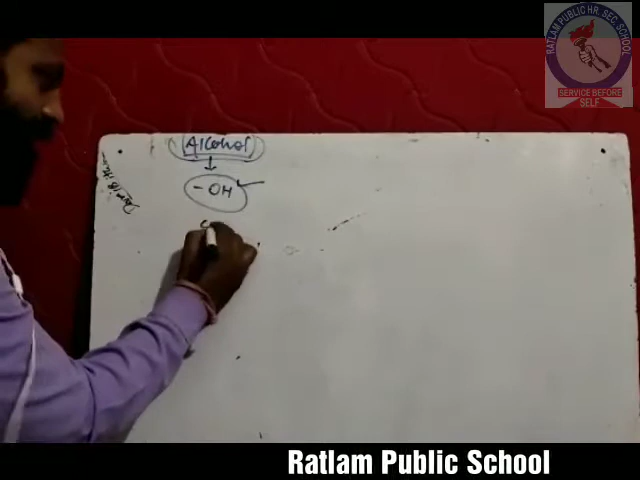 RATLAM PUBLIC HR. SEC. SCHOOL
SERVICE BEFORE
SELF
Alcohol
-OH
Ratlam Public School